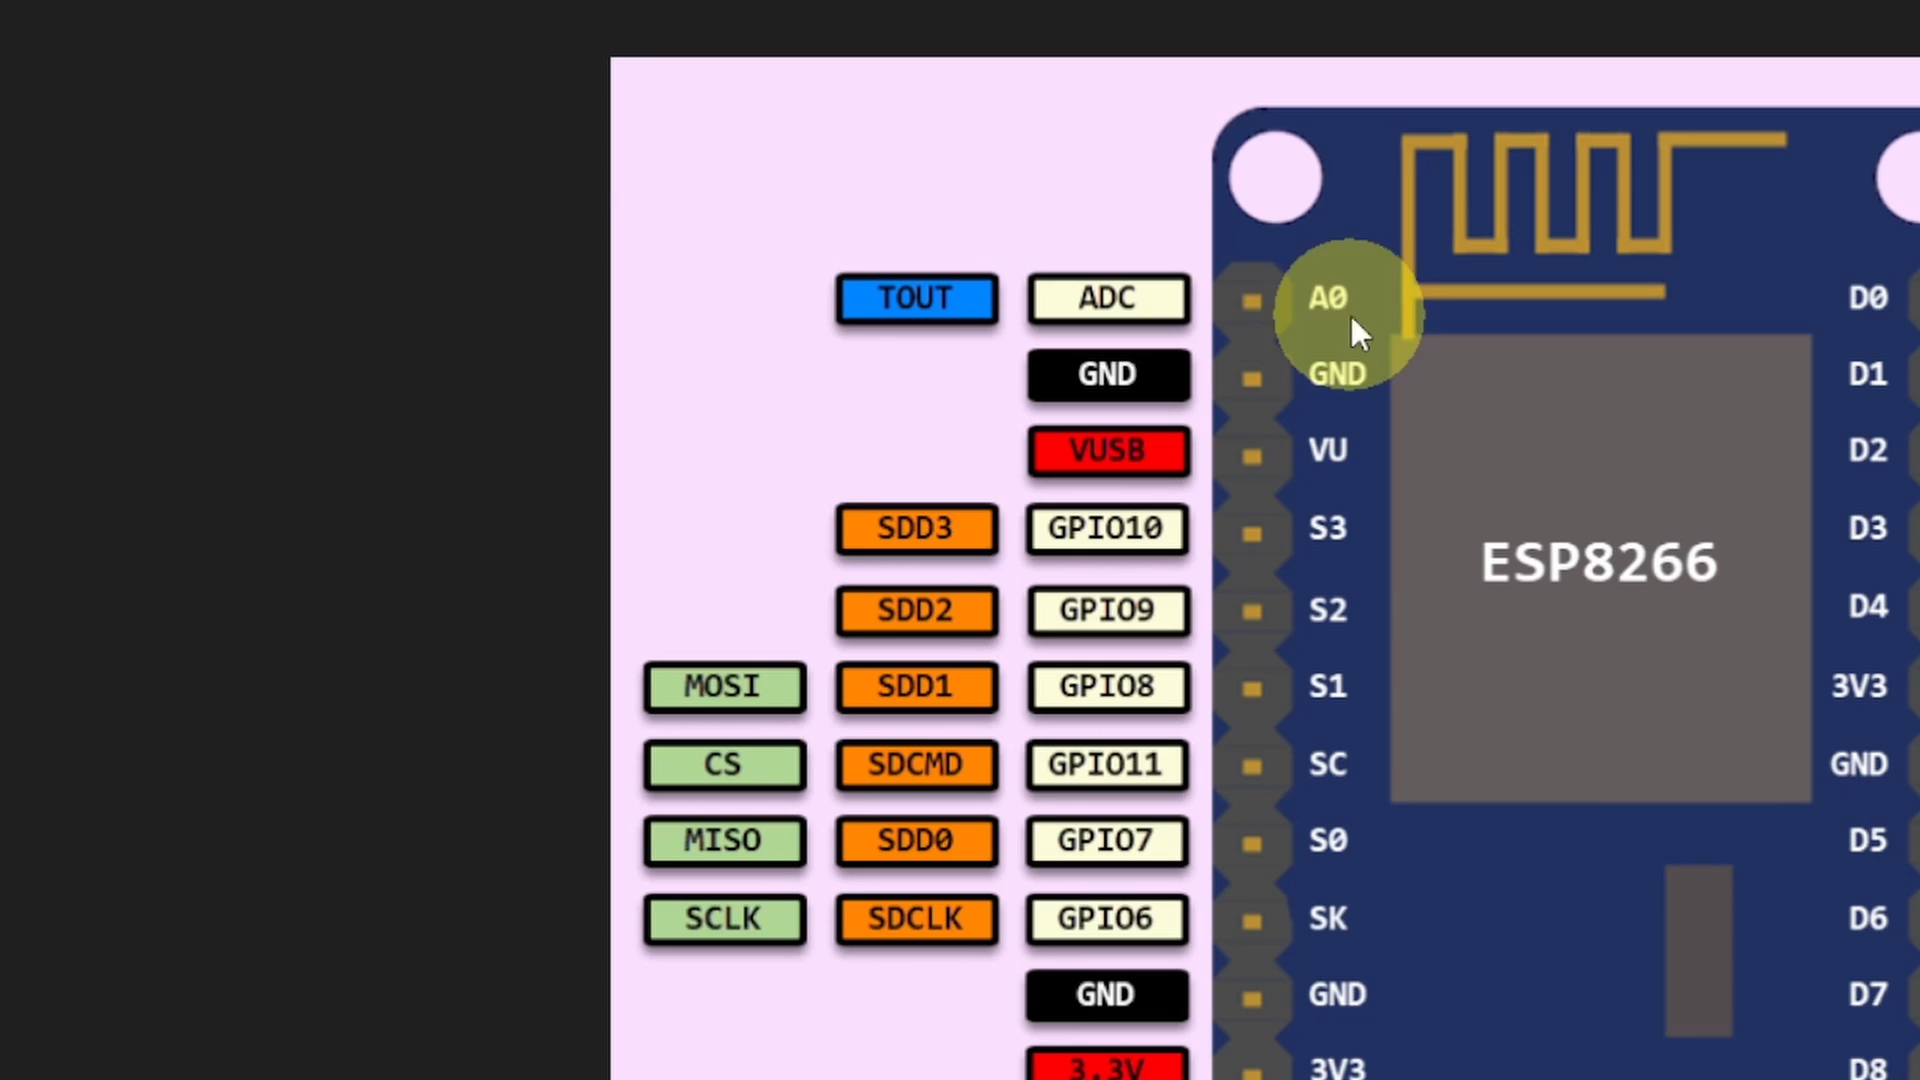 TOUT ADC A0 D0
GND GND D1
VUSB VU D2
SDD3 GPIO10 S3 D3
ESP8266
SDD2 GPIO9 S2 D4
MOSI SDD1 GPIO8 S1 3V3
CS SDCMD GPIO11 SC GND
MISO SDD0 GPIO7 S0 D5
SCLK SDCLK GPIO6 SK D6
GND GND D7
3.3V 3V3 D8